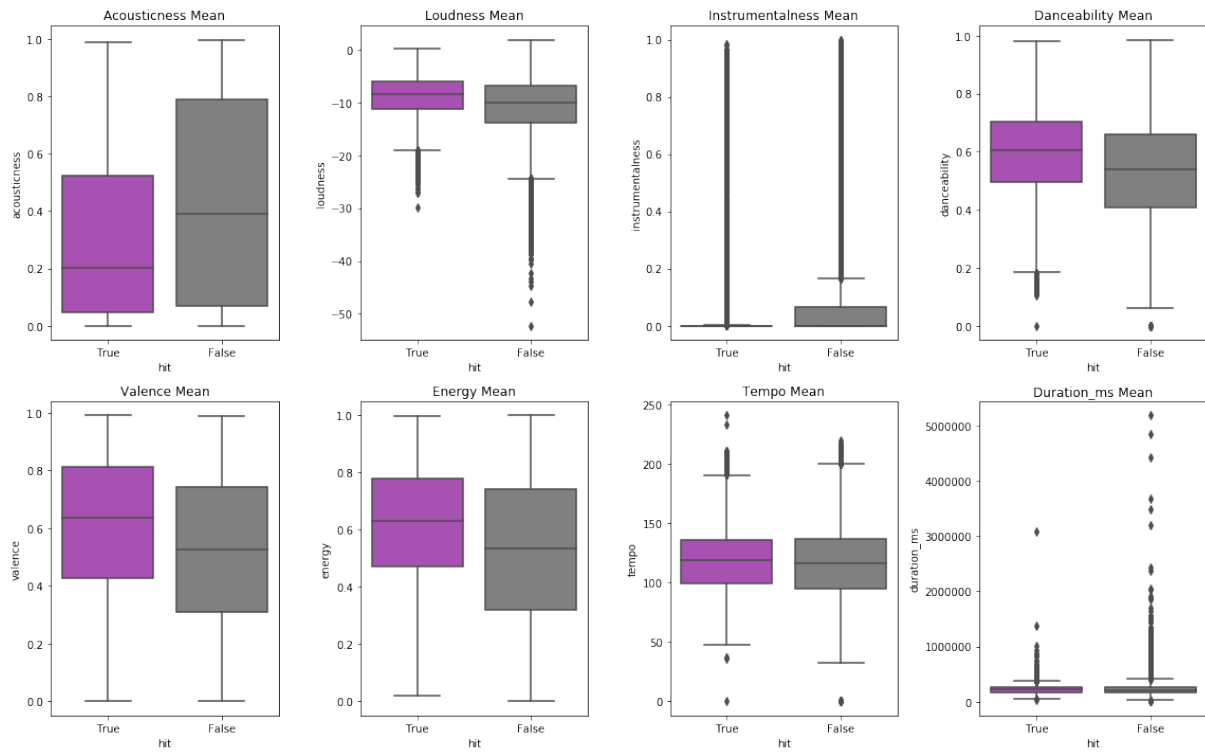 Acousticness Mean
1.0
0.8
0.6
0.4
0.2
0.0
acousticness
True False
hit
Loudness Mean
0
−10
−20
−30
−40
−50
loudness
True False
hit
Instrumentalness Mean
1.0
0.8
0.6
0.4
0.2
0.0
instrumentalness
True False
hit
Danceability Mean
1.0
0.8
0.6
0.4
0.2
0.0
danceability
True False
hit
Valence Mean
1.0
0.8
0.6
0.4
0.2
0.0
valence
True False
hit
Energy Mean
1.0
0.8
0.6
0.4
0.2
0.0
energy
True False
hit
Tempo Mean
250
200
150
100
50
0
tempo
True False
hit
Duration_ms Mean
5000000
4000000
3000000
2000000
1000000
0
duration_ms
True False
hit